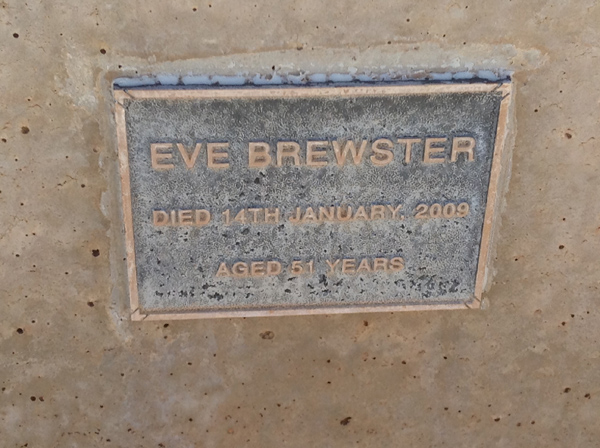 EVE BREWSTER
DIED 14TH JANUARY, 2009
AGED 51 YEARS